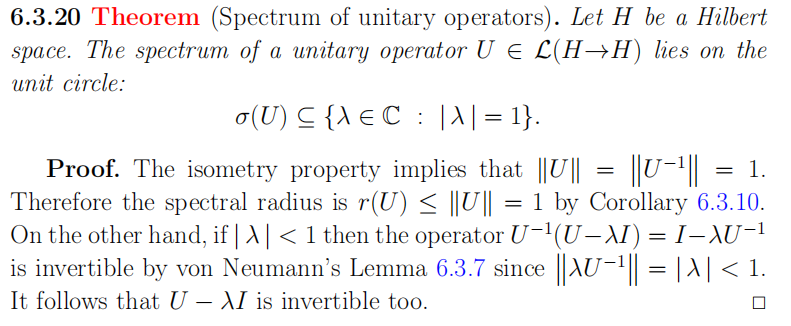 6.3.20 Theorem (Spectrum of unitary operators). Let H be a Hilbert
space. The spectrum of a unitary operator U ∈ ℒ(H→H) lies on the
unit circle:
σ(U) ⊆ {λ ∈ ℂ : |λ| = 1}.
Proof. The isometry property implies that ‖U‖ = ‖U⁻¹‖ = 1.
Therefore the spectral radius is r(U) ≤ ‖U‖ = 1 by Corollary 6.3.10.
On the other hand, if |λ| < 1 then the operator U⁻¹(U−λI) = I−λU⁻¹
is invertible by von Neumann's Lemma 6.3.7 since ‖λU⁻¹‖ = |λ| < 1.
It follows that U − λI is invertible too. □